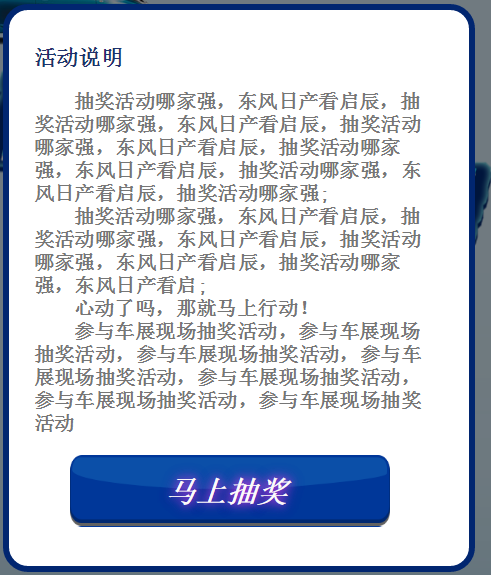 活动说明
抽奖活动哪家强，东风日产看启辰，抽
奖活动哪家强，东风日产看启辰，抽奖活动
哪家强，东风日产看启辰，抽奖活动哪家
强，东风日产看启辰，抽奖活动哪家强，东
风日产看启辰，抽奖活动哪家强;
抽奖活动哪家强，东风日产看启辰，抽
奖活动哪家强，东风日产看启辰，抽奖活动
哪家强，东风日产看启辰，抽奖活动哪家
强，东风日产看启;
心动了吗，那就马上行动!
参与车展现场抽奖活动，参与车展现场
抽奖活动，参与车展现场抽奖活动，参与车
展现场抽奖活动，参与车展现场抽奖活动，
参与车展现场抽奖活动，参与车展现场抽奖
活动
马上抽奖